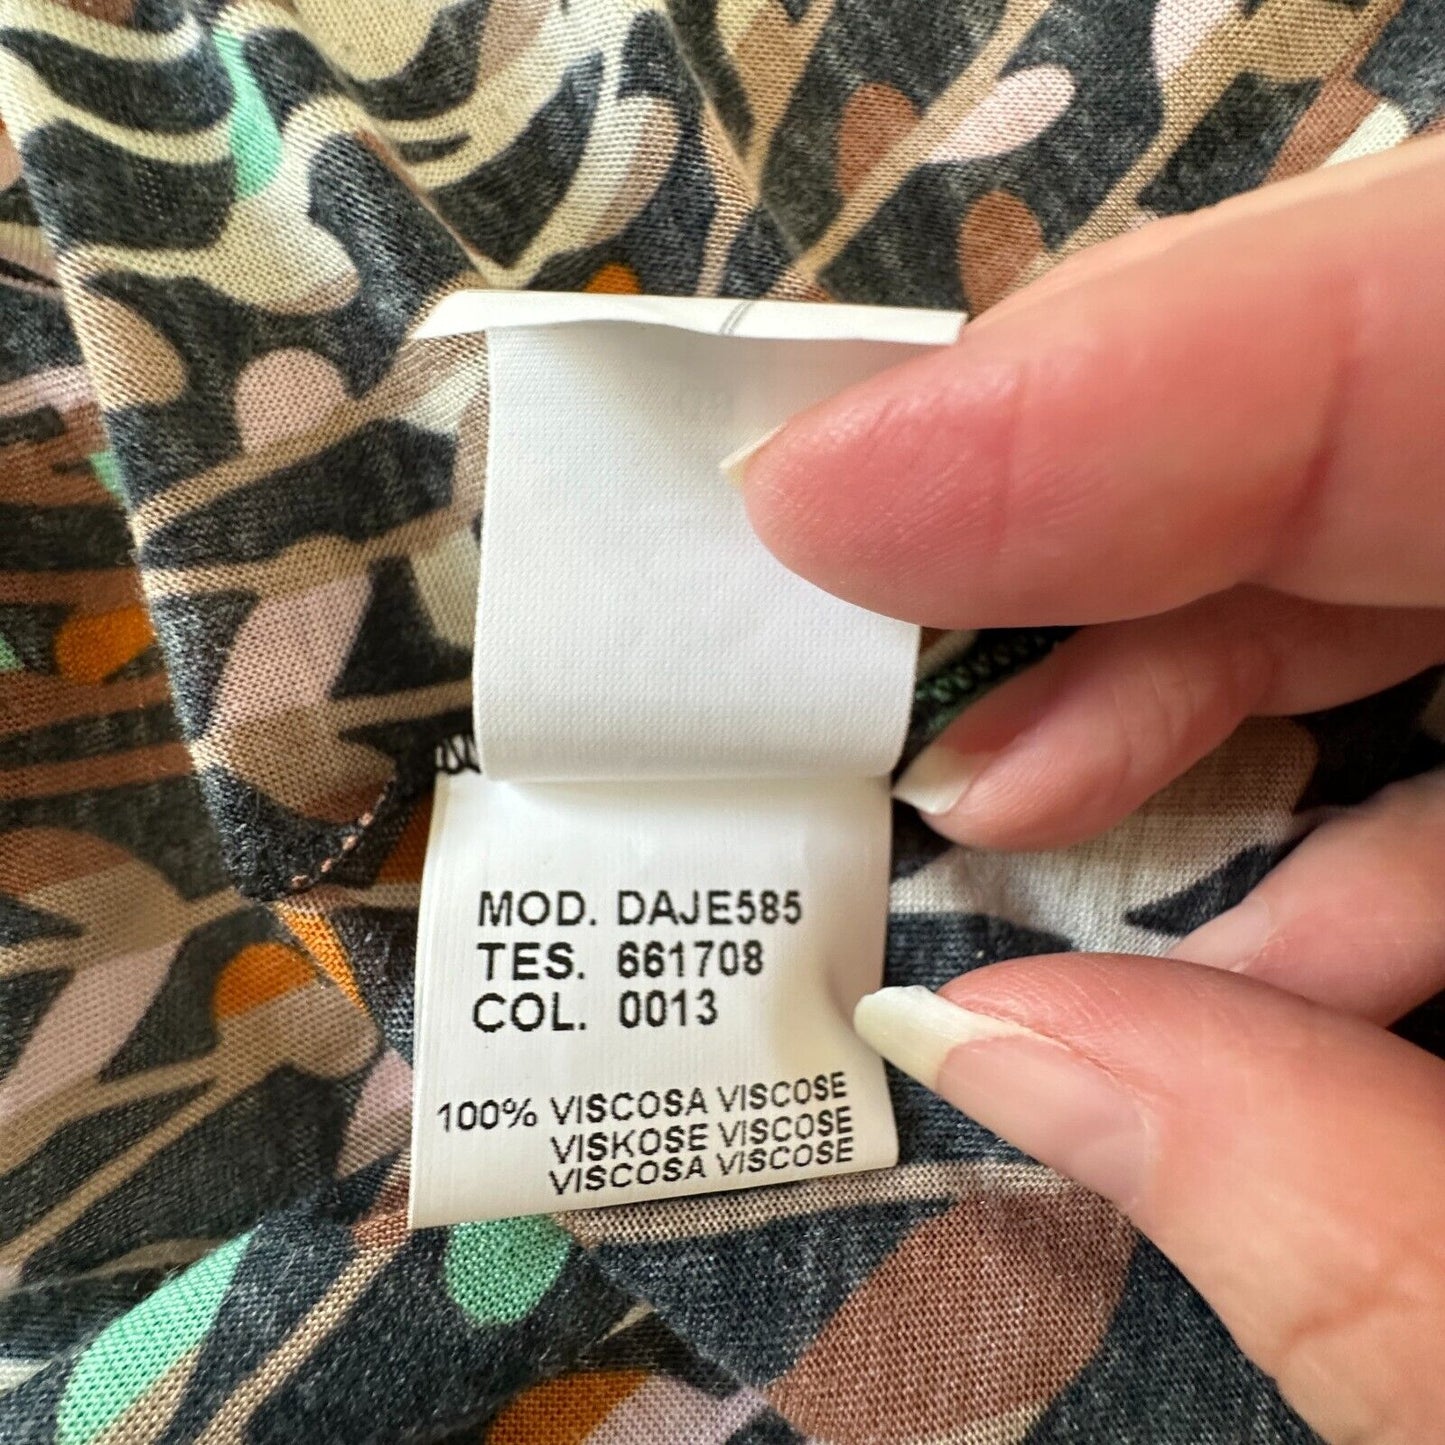 MOD. DAJE585
TES. 661708
COL. 0013
100% VISCOSA VISCOSE
VISKOSE VISCOSE
VISCOSA VISCOSE